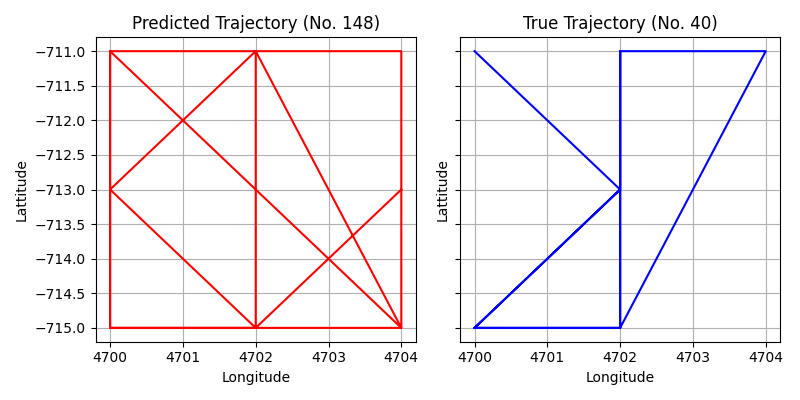 Predicted Trajectory (No. 148)
−711.0
−711.5
−712.0
−712.5
−713.0
−713.5
−714.0
−714.5
−715.0
Lattitude
4700 4701 4702 4703 4704
Longitude
True Trajectory (No. 40)
Lattitude
4700 4701 4702 4703 4704
Longitude